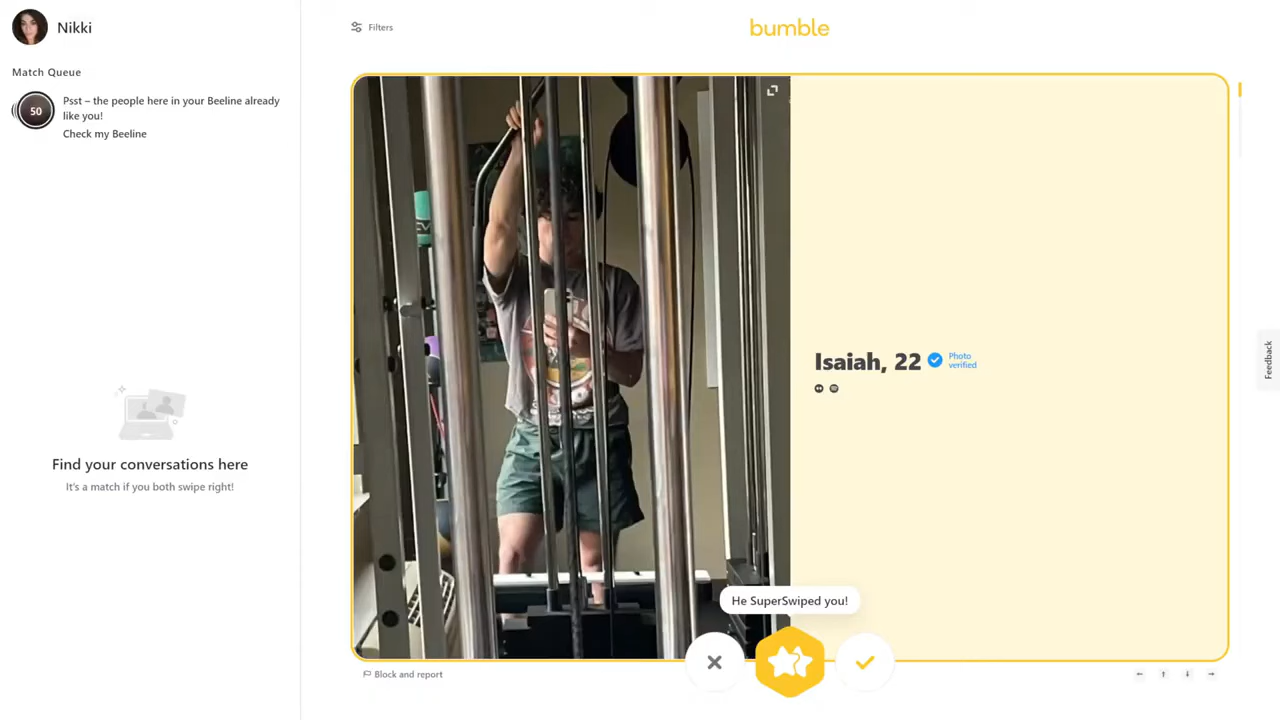 Nikki
Match Queue
50
Psst – the people here in your Beeline already
like you!
Check my Beeline
Find your conversations here
It's a match if you both swipe right!
Filters
bumble
Isaiah, 22
Photo
verified
He SuperSwiped you!
Block and report
Feedback